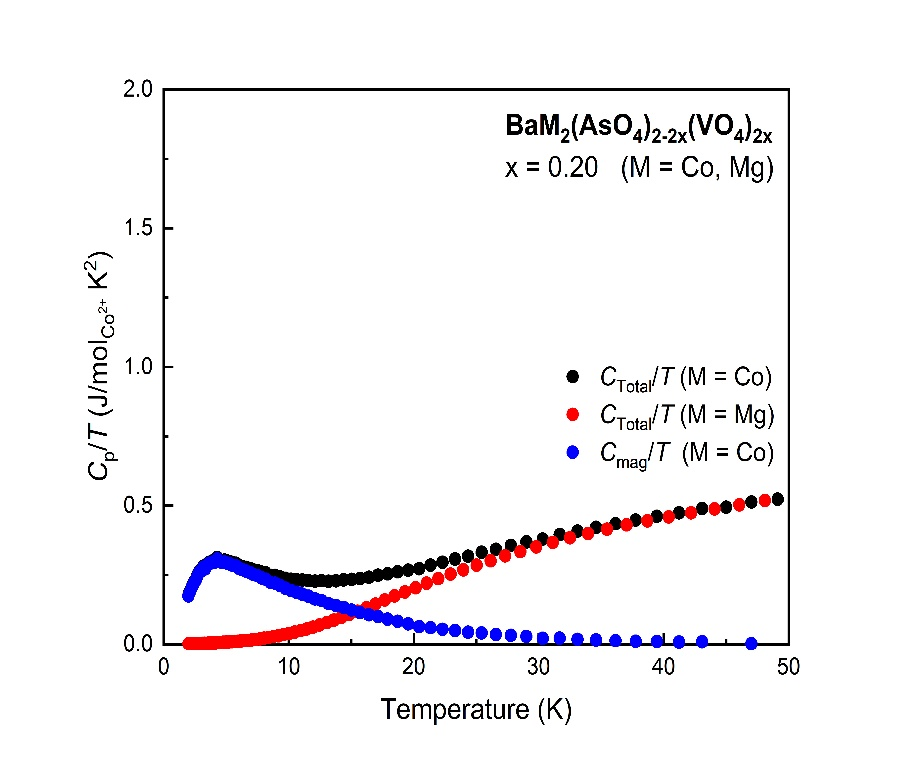 2.0
1.5
1.0
0.5
0.0
0
10
20
30
40
50
Cp/T (J/molCo2+ K2)
Temperature (K)
BaM2(AsO4)2-2x(VO4)2x
x = 0.20 (M = Co, Mg)
CTotal/T (M = Co)
CTotal/T (M = Mg)
Cmag/T (M = Co)